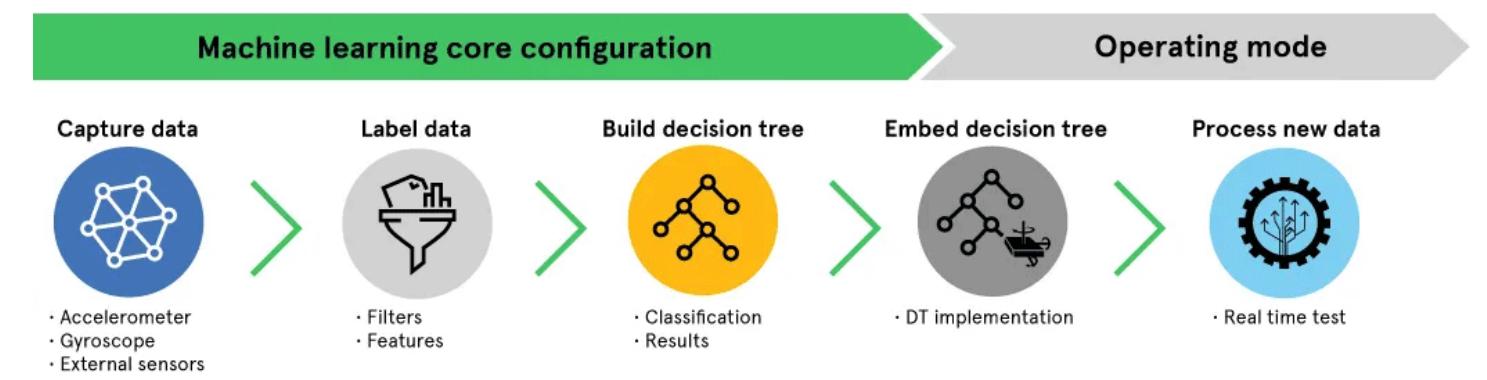 Machine learning core configuration
Operating mode
Capture data
Label data
Build decision tree
Embed decision tree
Process new data
· Accelerometer
· Gyroscope
· External sensors
· Filters
· Features
· Classification
· Results
· DT implementation
· Real time test